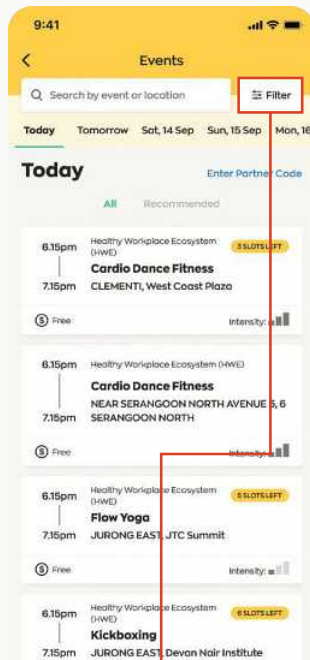 9:41
Events
Search by event or location
Filter
Today Tomorrow Sat, 14 Sep Sun, 15 Sep Mon, 16
Today
Enter Partner Code
All Recommended
6.15pm
Healthy Workplace Ecosystem
(HWE)
3 SLOTS LEFT
Cardio Dance Fitness
7.15pm
CLEMENTI, West Coast Plaza
Free
Intensity:
6.15pm
Healthy Workplace Ecosystem (HWE)
Cardio Dance Fitness
NEAR SERANGOON NORTH AVENUE 5, 6
7.15pm
SERANGOON NORTH
Free
Intensity:
6.15pm
Healthy Workplace Ecosystem
(HWE)
6 SLOTS LEFT
Flow Yoga
7.15pm
JURONG EAST, JTC Summit
Free
Intensity:
6.15pm
Healthy Workplace Ecosystem
(HWE)
6 SLOTS LEFT
Kickboxing
7.15pm
JURONG EAST, Devan Nair Institute